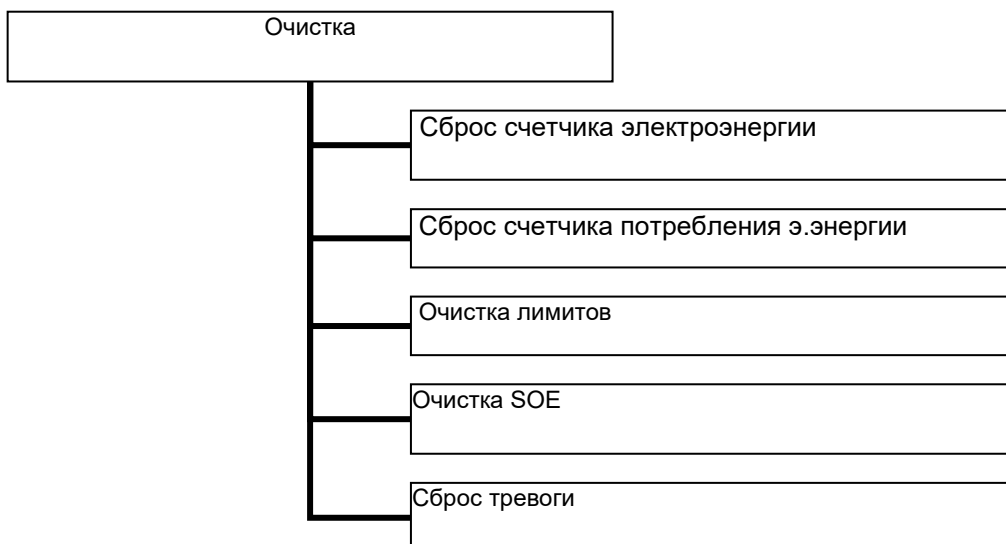 Очистка
Сброс счетчика электроэнергии
Сброс счетчика потребления э.энергии
Очистка лимитов
Очистка SOE
Сброс тревоги